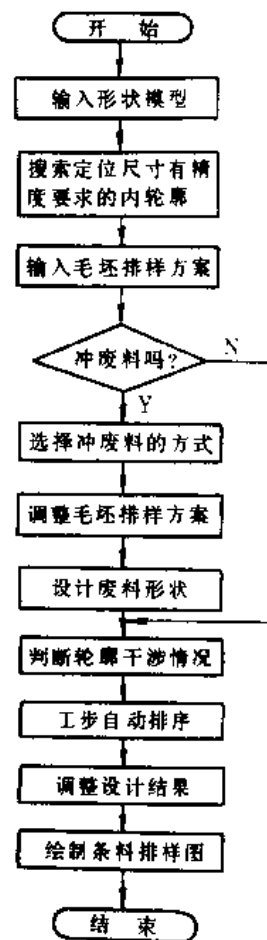 开 始
输入形状模型
搜索定位尺寸有精
度要求的内轮廓
输入毛坯排样方案
冲废料吗?
N
Y
选择冲废料的方式
调整毛坯排样方案
设计废料形状
判断轮廓干涉情况
工步自动排序
调整设计结果
绘制条料排样图
结 束